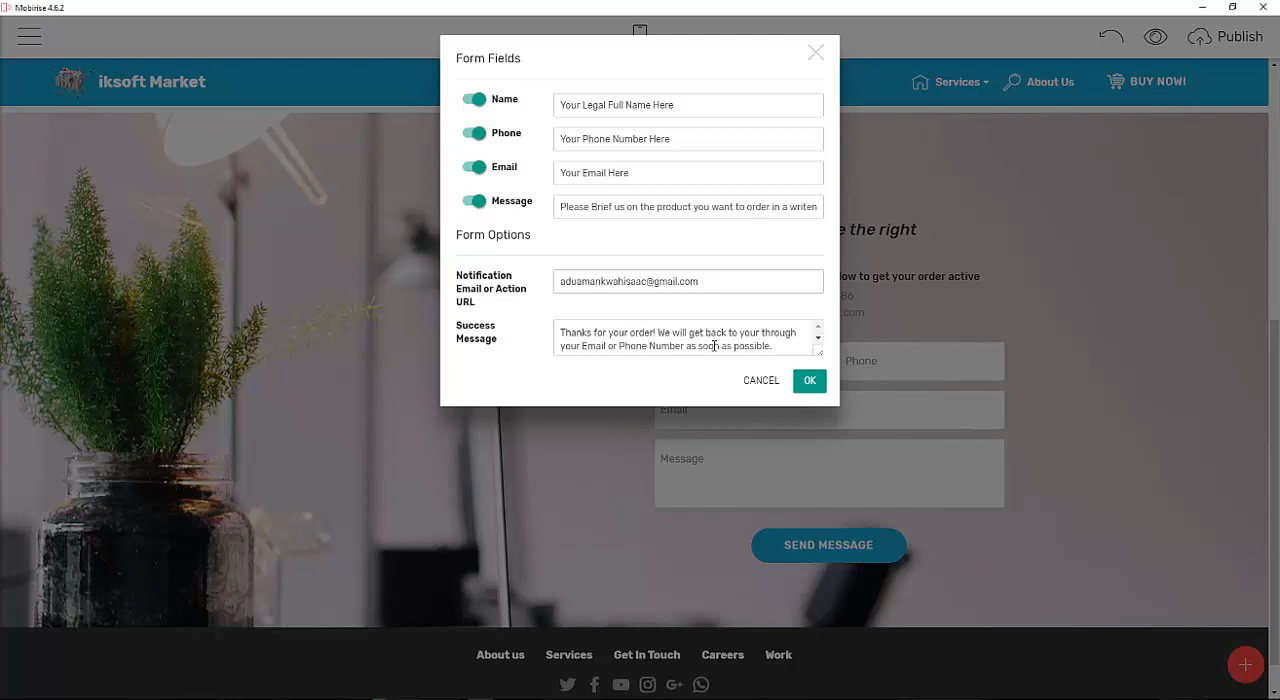 Mobirise 4.6.2
Publish
iksoft Market
Services
About Us
BUY NOW!
Form Fields
Name
Your Legal Full Name Here
Phone
Your Phone Number Here
Email
Your Email Here
Message
Please Brief us on the product you want to order in a writen
Form Options
Notification
Email or Action
URL
aduamankwahisaac@gmail.com
Success
Message
Thanks for your order! We will get back to your through
your Email or Phone Number as soon as possible.
CANCEL
OK
the right
to get your order active
86
.com
Phone
Email
Message
SEND MESSAGE
About us
Services
Get In Touch
Careers
Work